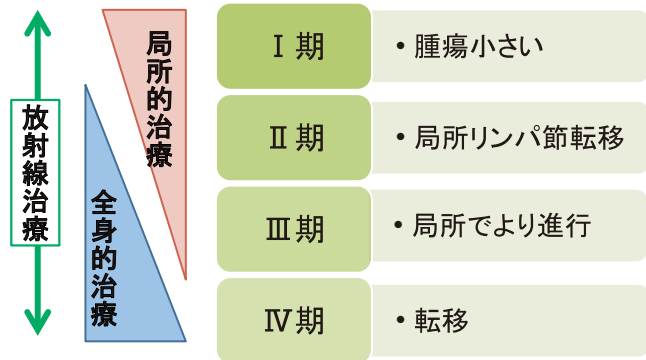 放射線治療
局所的治療
全身的治療
Ⅰ期
・腫瘍小さい
Ⅱ期
・局所リンパ節転移
Ⅲ期
・局所でより進行
Ⅳ期
・転移